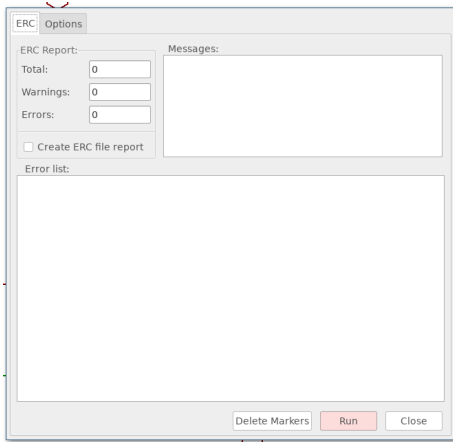 ERC Options
ERC Report:
Total: 0
Warnings: 0
Errors: 0
Create ERC file report
Messages:
Error list:
Delete Markers Run Close